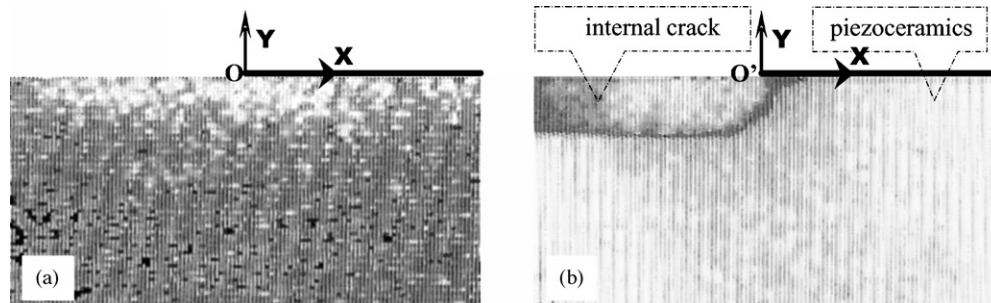 Y
O
X
(a)
internal crack
piezoceramics
Y
O'
X
(b)